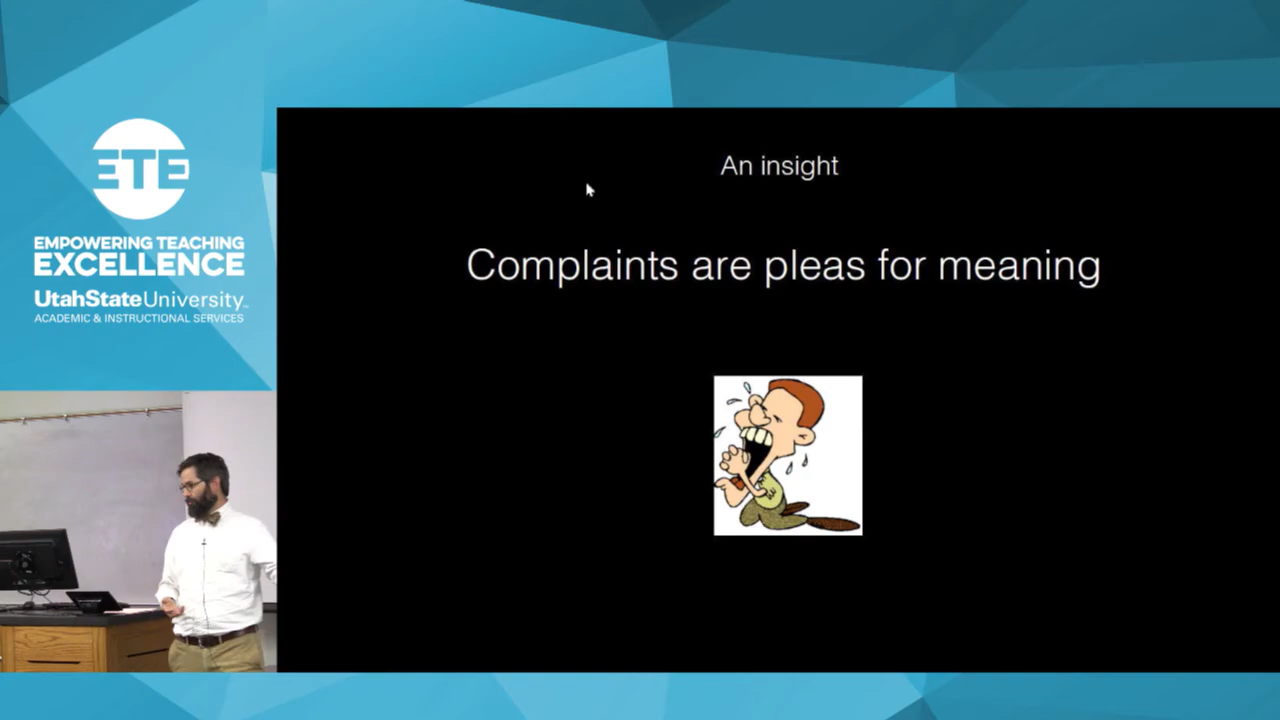 ETE
EMPOWERING TEACHING
EXCELLENCE
UtahStateUniversity
ACADEMIC & INSTRUCTIONAL SERVICES
An insight
Complaints are pleas for meaning